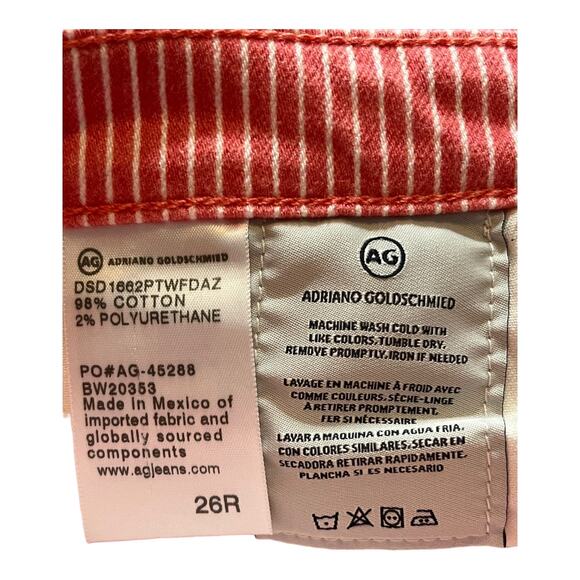 AG ADRIANO GOLDSCHMIED
DSD1662PTWFDAZ
98% COTTON
2% POLYURETHANE
PO#AG-45288
BW20353
Made in Mexico of
imported fabric and
globally sourced
components
www.agjeans.com
26R
AG
ADRIANO GOLDSCHMIED
MACHINE WASH COLD WITH
LIKE COLORS. TUMBLE DRY.
REMOVE PROMPTLY. IRON IF NEEDED
LAVAGE EN MACHINE À FROID AVEC
COMME COULEURS. SÈCHE-LINGE
À RETIRER PROMPTEMENT.
FER SI NÉCESSAIRE
LAVAR A MAQUINA CON AGUA FRIA.
CON COLORES SIMILARES. SECAR EN
SECADORA RETIRAR RAPIDAMENTE.
PLANCHA SI ES NECESARIO